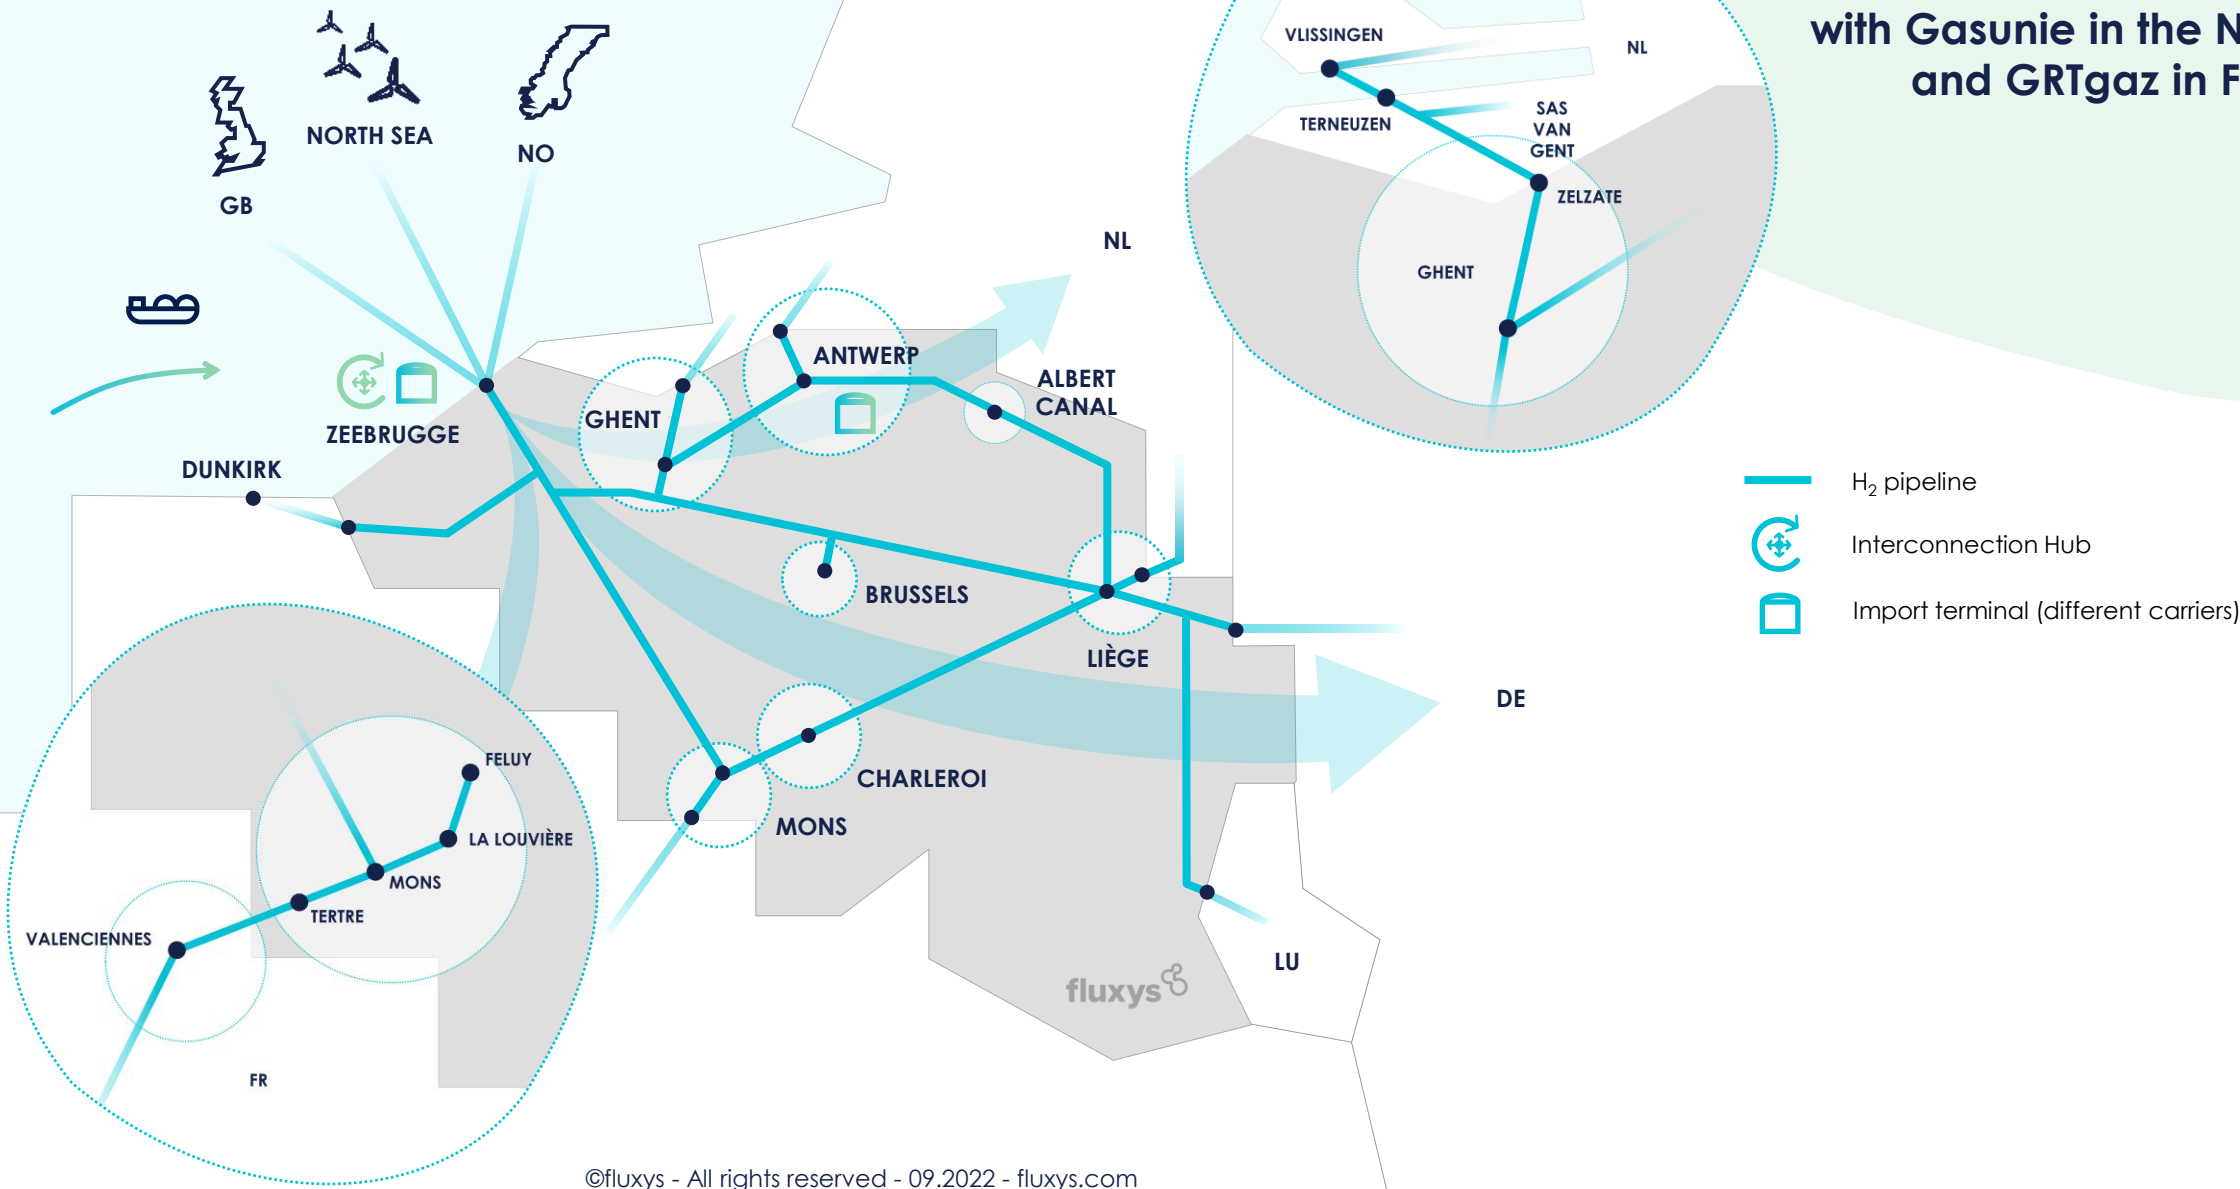 with Gasunie in the N
and GRTgaz in F
VLISSINGEN
NL
SAS
VAN
GENT
TERNEUZEN
ZELZATE
GHENT
NORTH SEA
NO
GB
NL
ANTWERP
ALBERT
CANAL
GHENT
ZEEBRUGGE
DUNKIRK
H₂ pipeline
Interconnection Hub
Import terminal (different carriers)
BRUSSELS
LIÈGE
DE
CHARLEROI
MONS
FELUY
LA LOUVIÈRE
MONS
TERTRE
VALENCIENNES
FR
LU
fluxys
©fluxys - All rights reserved - 09.2022 - fluxys.com